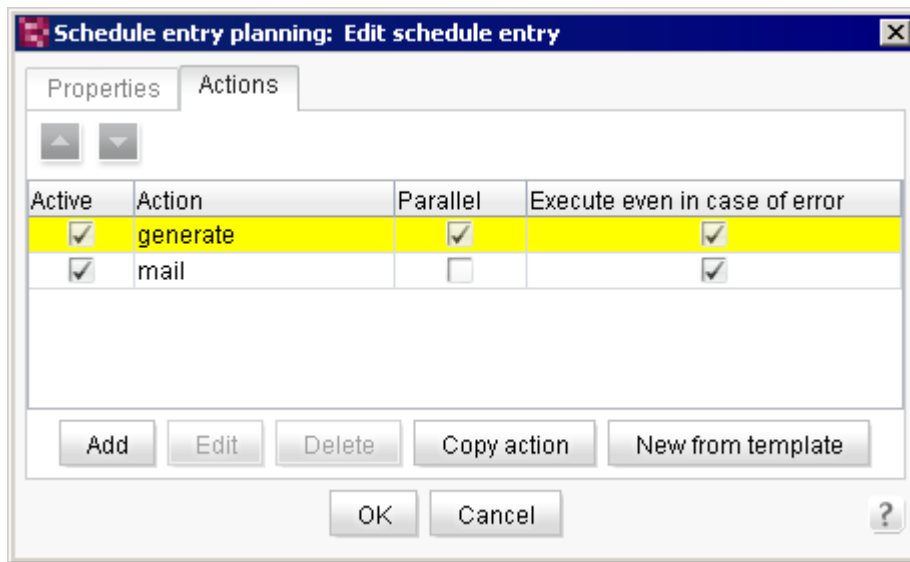 Schedule entry planning: Edit schedule entry
Properties Actions
Active Action Parallel Execute even in case of error
generate
mail
Add Edit Delete Copy action New from template
OK Cancel ?